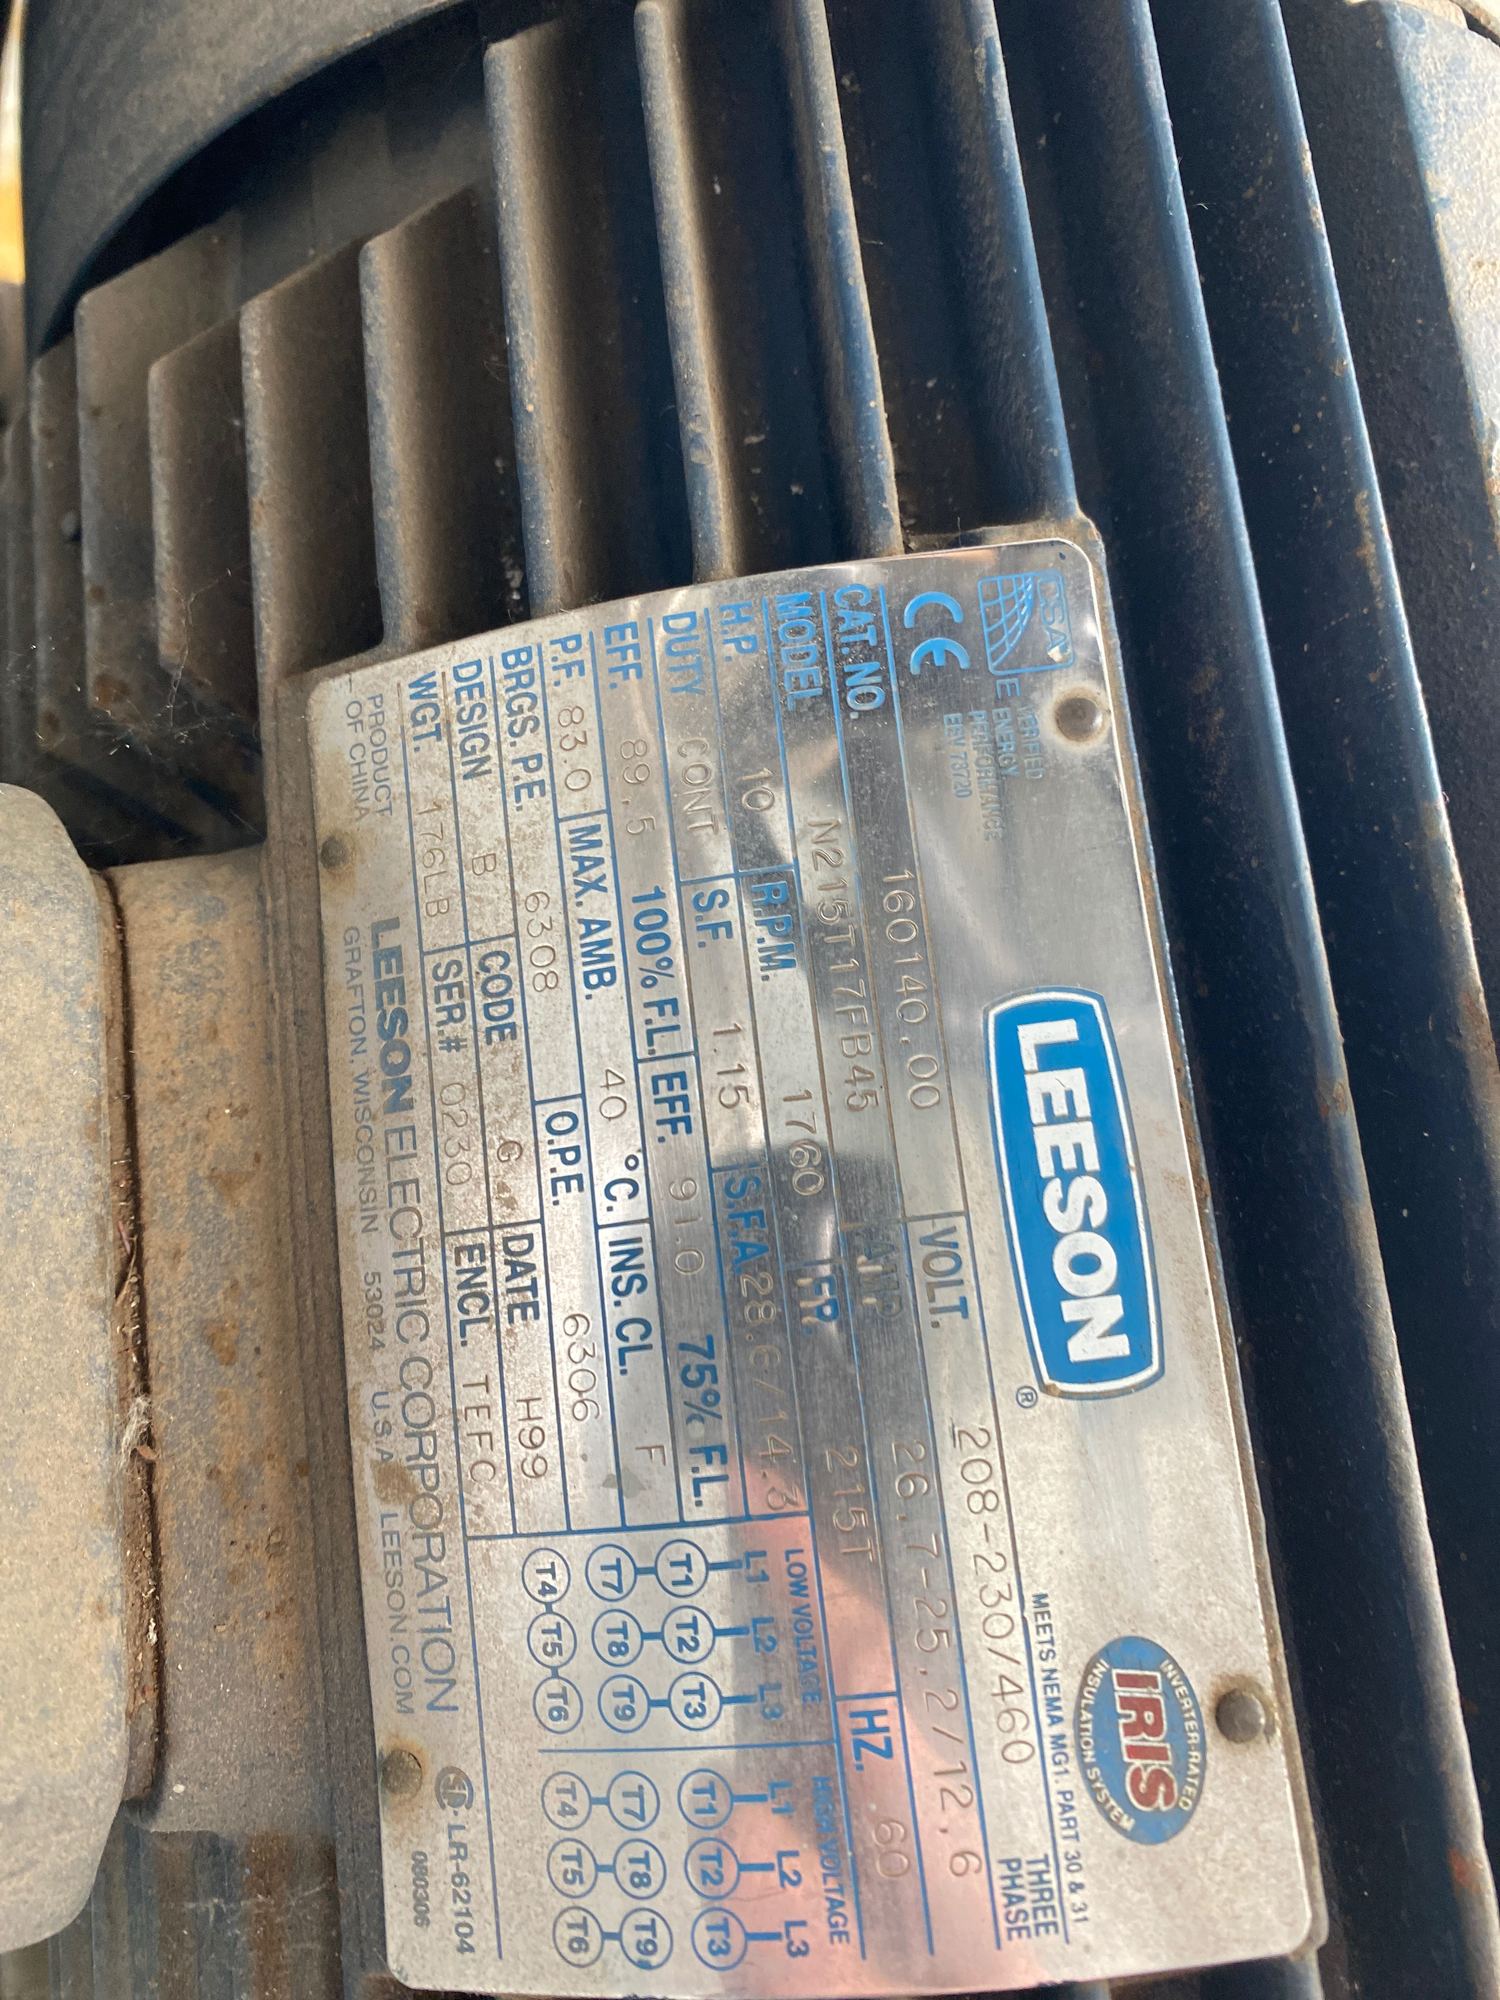 CSA E VERIFIED
ENERGY
PERFORMANCE
EEV 78720
CE
LEESON ®
INVERTER-RATED
IRIS
INSULATION SYSTEM
MEETS NEMA MG1. PART 30 & 31
THREE
PHASE
CAT. NO. 160140.00 VOLT. 208-230/460
MODEL N215T17FB45 AMP. 26.7-25.2/12.6
H.P. 10 R.P.M. 1760 FR. 215T HZ. 60
DUTY CONT S.F. 1.15 S.F.A 28.6/14.3
EFF. 89.5 100% F.L. EFF. 91.0 75% F.L.
P.F. 83.0 MAX. AMB. 40 °C. INS. CL. F
BRGS. P.E. 6308 O.P.E. 6306
DESIGN B CODE G DATE H99
WGT. 176LB SER.# 0230 ENCL. TEFC
LOW VOLTAGE
L1 L2 L3
T1 T2 T3
T7 T8 T9
T4 T5 T6
HIGH VOLTAGE
L1 L2 L3
T1 T2 T3
T7 T8 T9
T4 T5 T6
PRODUCT
OF CHINA
LEESON ELECTRIC CORPORATION
GRAFTON, WISCONSIN 53024 U.S.A. LEESON.COM
LR-62104
080306